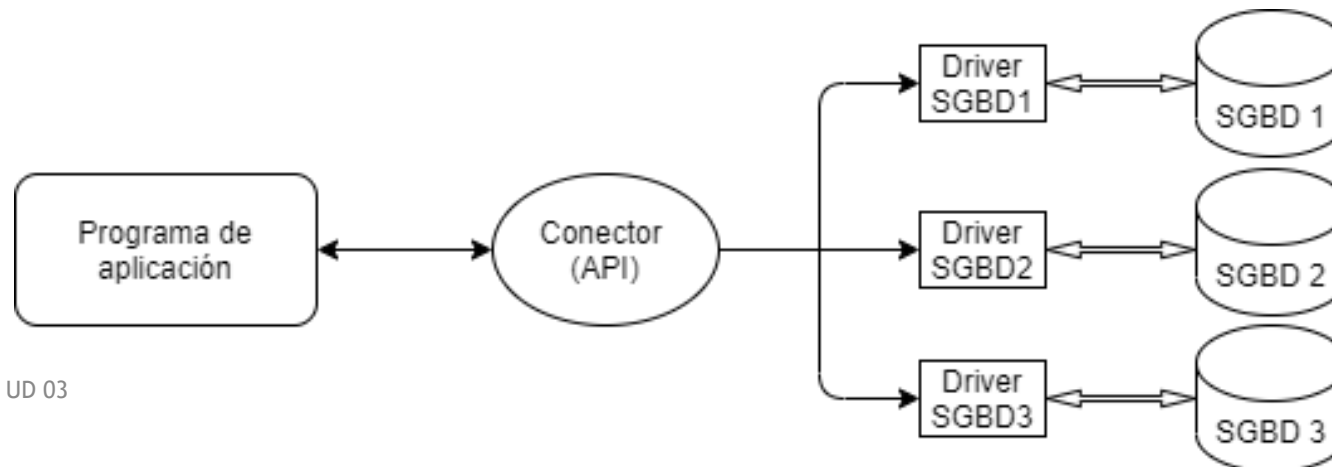 Programa de
aplicación
Conector
(API)
Driver
SGBD1
SGBD 1
Driver
SGBD2
SGBD 2
Driver
SGBD3
SGBD 3
UD 03